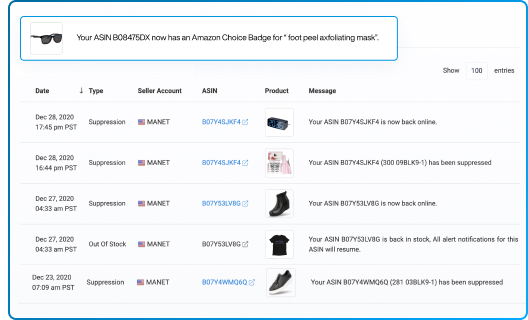 Your ASIN B08475DX now has an Amazon Choice Badge for " foot peel axfoliating mask".
Show 100 entries
Date ↓ Type Seller Account ASIN Product Message
Dec 28, 2020
17:45 pm PST
Suppression MANET B07Y4SJKF4 Your ASIN B07Y4SJKF4 is now back online.
Dec 28, 2020
16:44 pm PST
Suppression MANET B07Y4SJKF4 Your ASIN B07Y4SJKF4 (300 09BLK9-1) has been suppressed
Dec 27, 2020
04:33 am PST
Suppression MANET B07Y53LV8G Your ASIN B07Y53LV8G is now back online.
Dec 27, 2020
04:33 am PST
Out Of Stock MANET B07Y53LV8G Your ASIN B07Y53LV8G is back in stock, All alert notifications for this
ASIN will resume.
Dec 23, 2020
07:09 am PST
Suppression MANET B07Y4WMQ6Q Your ASIN B07Y4WMQ6Q (281 03BLK9-1) has been suppressed